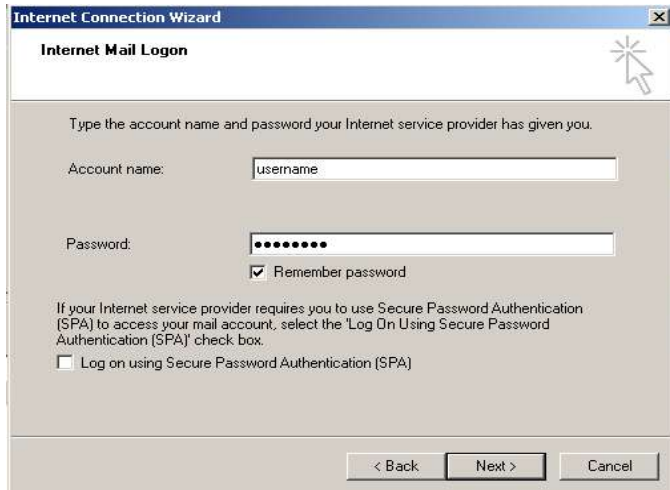 Internet Connection Wizard
Internet Mail Logon
Type the account name and password your Internet service provider has given you.
Account name: username
Password: ●●●●●●●●
Remember password
If your Internet service provider requires you to use Secure Password Authentication
(SPA) to access your mail account, select the 'Log On Using Secure Password
Authentication (SPA)' check box.
Log on using Secure Password Authentication (SPA)
< Back Next > Cancel